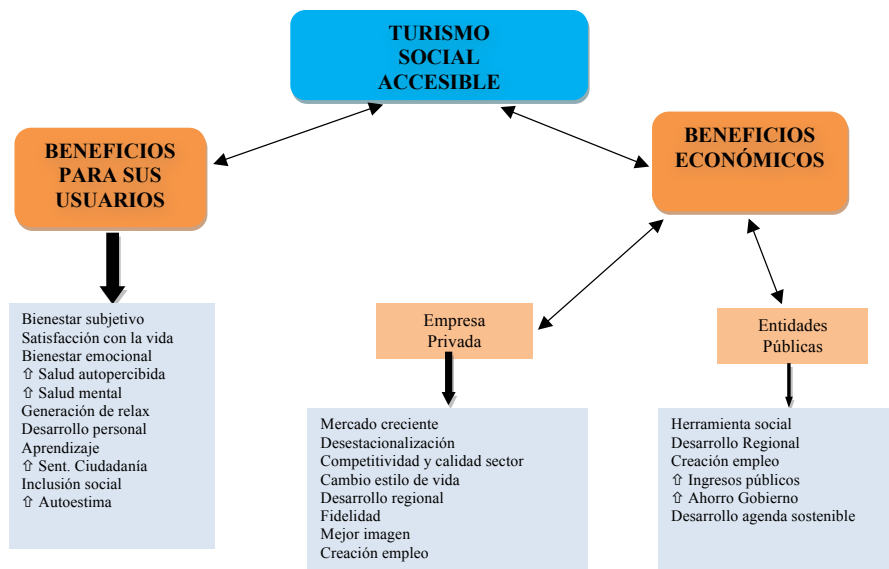 TURISMO
SOCIAL
ACCESIBLE
BENEFICIOS
PARA SUS
USUARIOS
BENEFICIOS
ECONÓMICOS
Bienestar subjetivo
Satisfacción con la vida
Bienestar emocional
⇧ Salud autopercibida
⇧ Salud mental
Generación de relax
Desarrollo personal
Aprendizaje
⇧ Sent. Ciudadanía
Inclusión social
⇧ Autoestima
Empresa
Privada
Mercado creciente
Desestacionalización
Competitividad y calidad sector
Cambio estilo de vida
Desarrollo regional
Fidelidad
Mejor imagen
Creación empleo
Entidades
Públicas
Herramienta social
Desarrollo Regional
Creación empleo
⇧ Ingresos públicos
⇧ Ahorro Gobierno
Desarrollo agenda sostenible